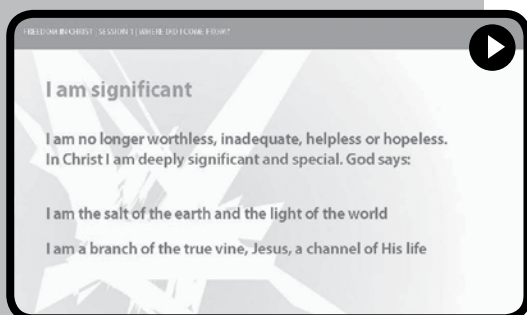 FREEDOM IN CHRIST | SESSION 1 | WHERE DID I COME FROM?
I am significant
I am no longer worthless, inadequate, helpless or hopeless.
In Christ I am deeply significant and special. God says:
I am the salt of the earth and the light of the world
I am a branch of the true vine, Jesus, a channel of His life